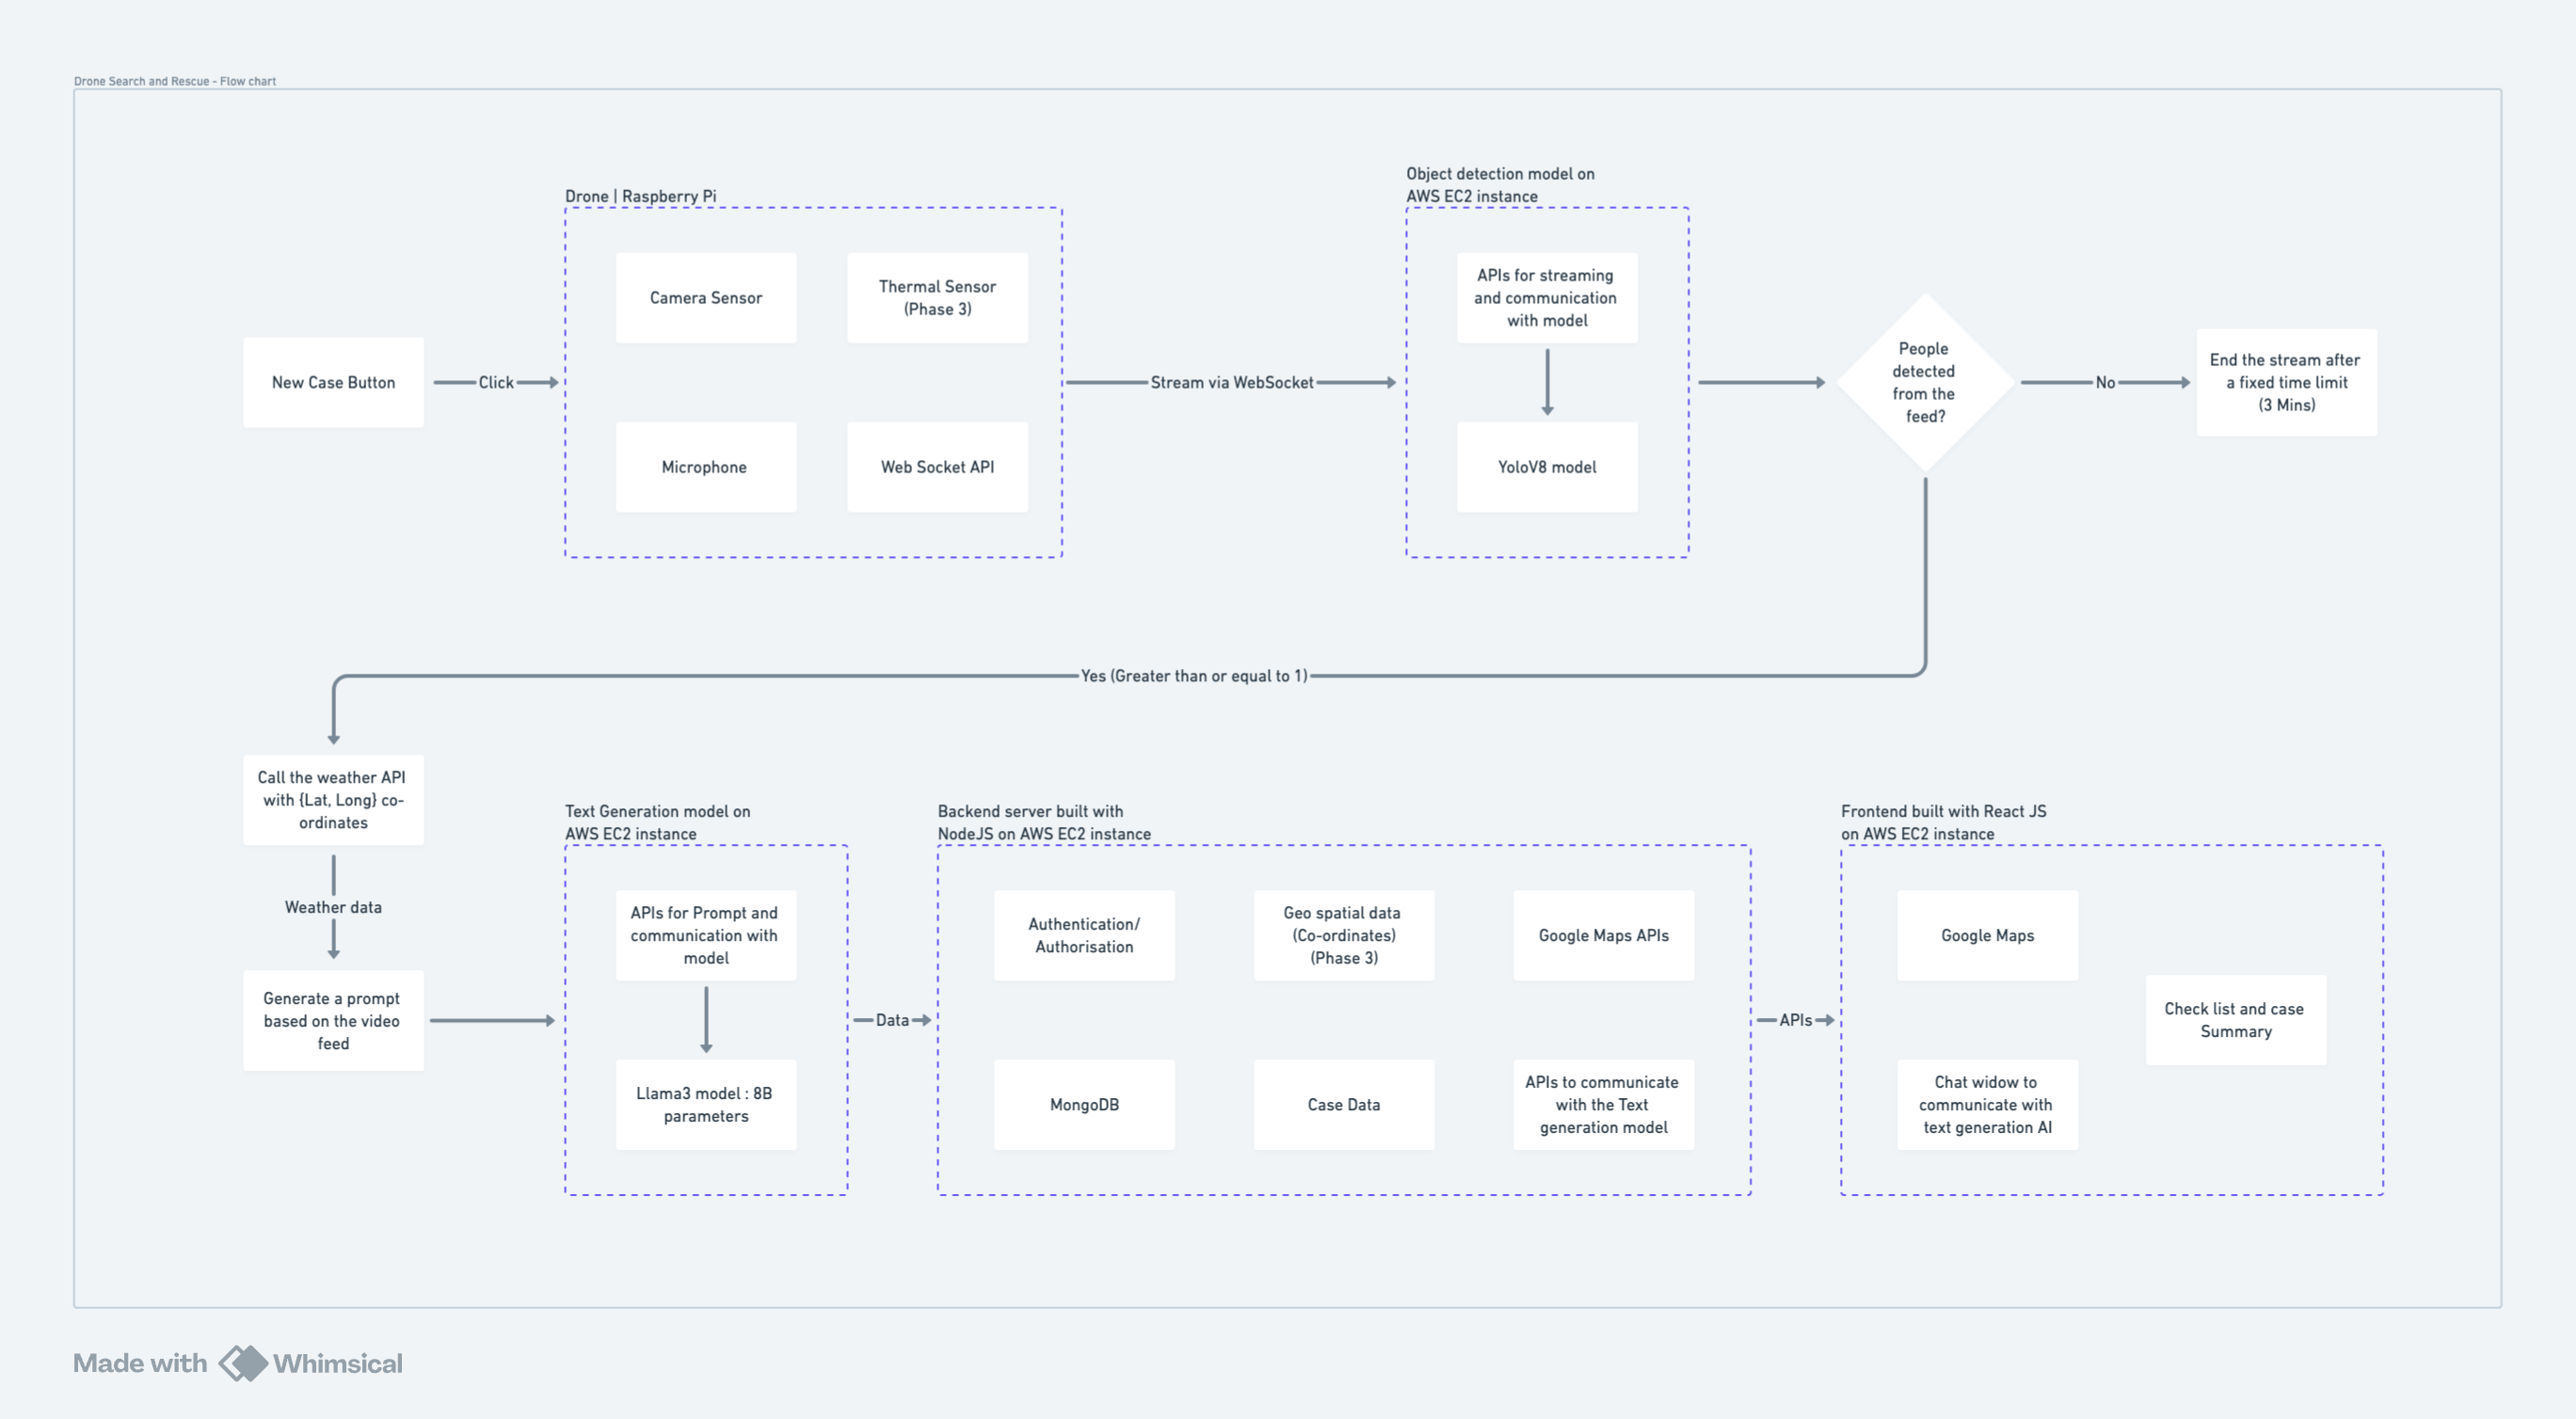 Drone Search and Rescue - Flow chart
Drone | Raspberry Pi
Object detection model on
AWS EC2 instance
New Case Button
Click
Camera Sensor
Thermal Sensor
(Phase 3)
Microphone
Web Socket API
Stream via WebSocket
APIs for streaming
and communication
with model
YoloV8 model
People
detected
from the
feed?
No
End the stream after
a fixed time limit
(3 Mins)
Yes (Greater than or equal to 1)
Call the weather API
with {Lat, Long} co-
ordinates
Weather data
Generate a prompt
based on the video
feed
Text Generation model on
AWS EC2 instance
APIs for Prompt and
communication with
model
Llama3 model : 8B
parameters
Data
Backend server built with
NodeJS on AWS EC2 instance
Authentication/
Authorisation
Geo spatial data
(Co-ordinates)
(Phase 3)
Google Maps APIs
MongoDB
Case Data
APIs to communicate
with the Text
generation model
APIs
Frontend built with React JS
on AWS EC2 instance
Google Maps
Check list and case
Summary
Chat widow to
communicate with
text generation AI
Made with Whimsical